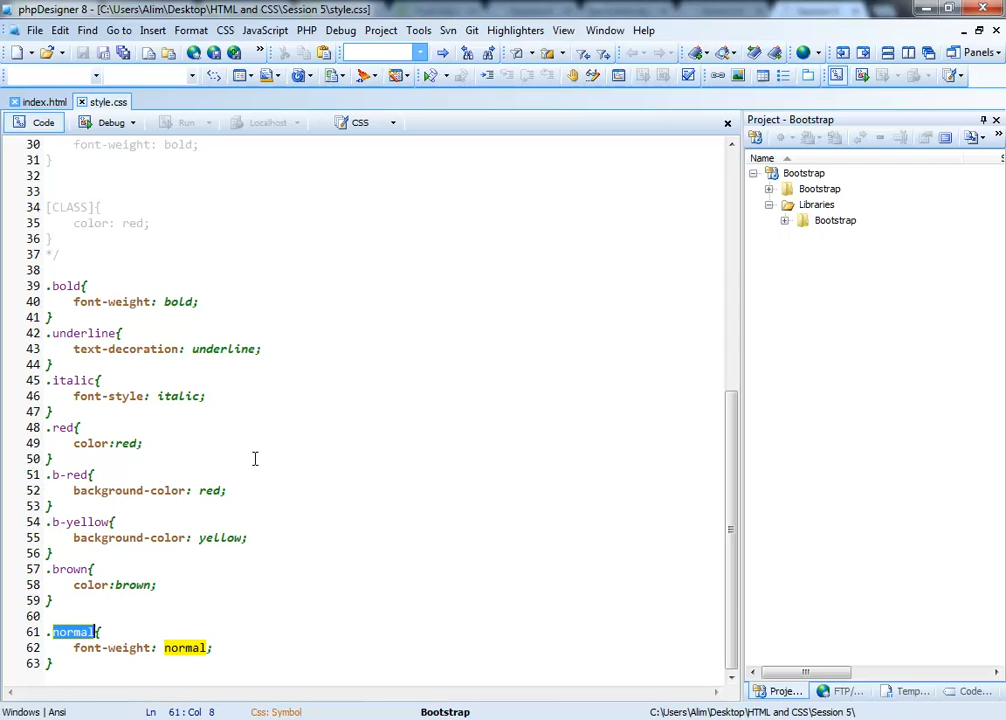 phpDesigner 8 - [C:\Users\Alim\Desktop\HTML and CSS\Session 5\style.css]
File Edit Find Go to Insert Format CSS JavaScript PHP Debug Project Tools Svn Git Highlighters View Window Help
Panels
index.html style.css
Code Debug Run Localhost CSS
Project - Bootstrap
Name
Bootstrap
Bootstrap
Libraries
Bootstrap
30 font-weight: bold;
31 }
32
33
34 [CLASS]{
35 color: red;
36 }
37 */
38
39 .bold{
40 font-weight: bold;
41 }
42 .underline{
43 text-decoration: underline;
44 }
45 .italic{
46 font-style: italic;
47 }
48 .red{
49 color:red;
50 }
51 .b-red{
52 background-color: red;
53 }
54 .b-yellow{
55 background-color: yellow;
56 }
57 .brown{
58 color:brown;
59 }
60
61 .normal{
62 font-weight: normal;
63 }
Proje... FTP/... Temp... Code...
Windows | Ansi Ln 61 : Col 8 Css: Symbol Bootstrap C:\Users\Alim\Desktop\HTML and CSS\Session 5\